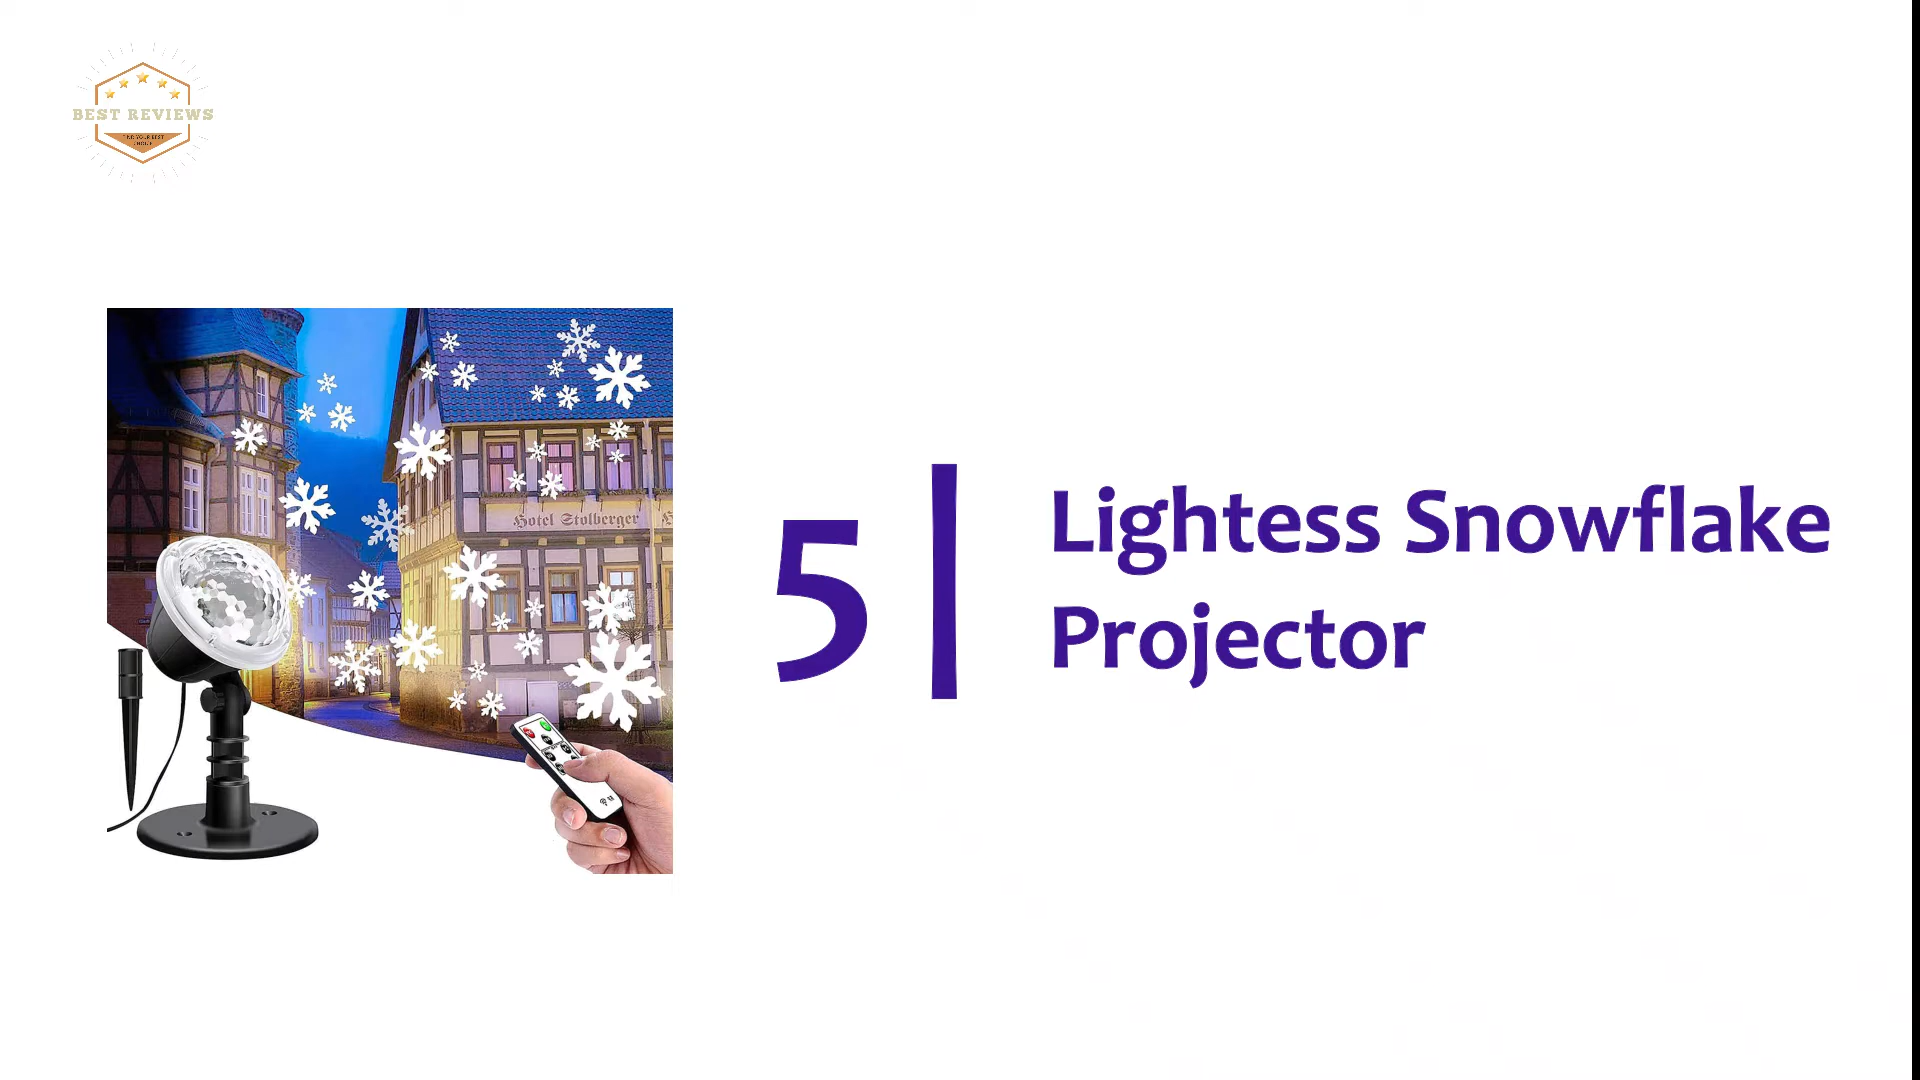 BEST REVIEWS
Hotel Stolberger
5
Lightess Snowflake
Projector